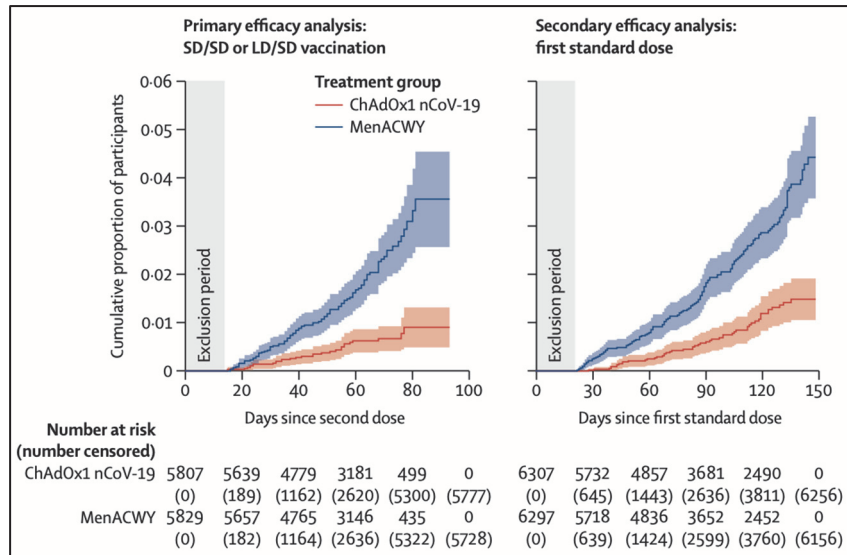 Primary efficacy analysis:
SD/SD or LD/SD vaccination
Secondary efficacy analysis:
first standard dose
Treatment group
ChAdOx1 nCoV-19
MenACWY
Cumulative proportion of participants
0·06
0·05
0·04
0·03
0·02
0·01
0
Exclusion period
Exclusion period
0 20 40 60 80 100
0 30 60 90 120 150
Days since second dose
Days since first standard dose
Number at risk
(number censored)
ChAdOx1 nCoV-19 5807 5639 4779 3181 499 0 6307 5732 4857 3681 2490 0
(0) (189) (1162) (2620) (5300) (5777) (0) (645) (1443) (2636) (3811) (6256)
MenACWY 5829 5657 4765 3146 435 0 6297 5718 4836 3652 2452 0
(0) (182) (1164) (2636) (5322) (5728) (0) (639) (1424) (2599) (3760) (6156)